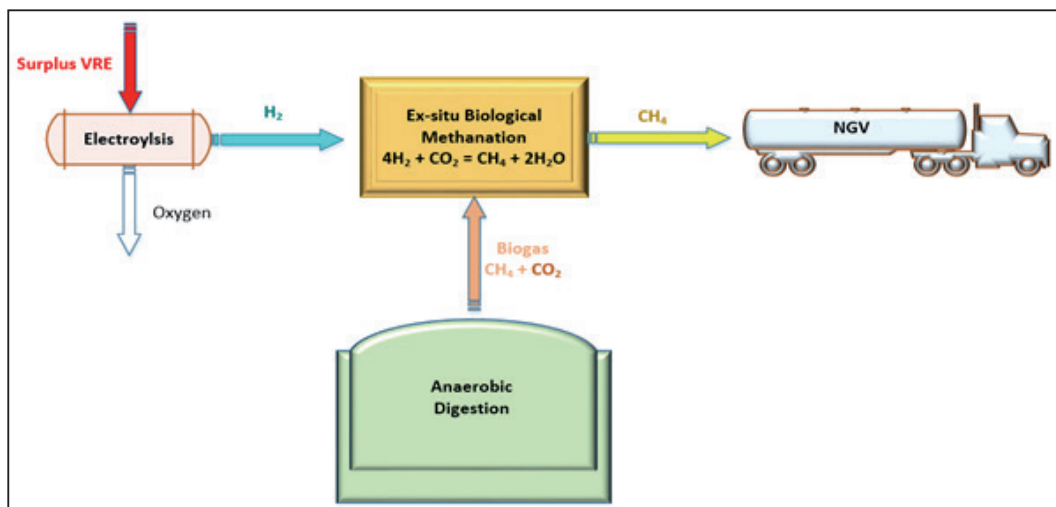 Surplus VRE
Electroylsis
H₂
Oxygen
Ex-situ Biological
Methanation
4H₂ + CO₂ = CH₄ + 2H₂O
CH₄
NGV
Biogas
CH₄ + CO₂
Anaerobic
Digestion